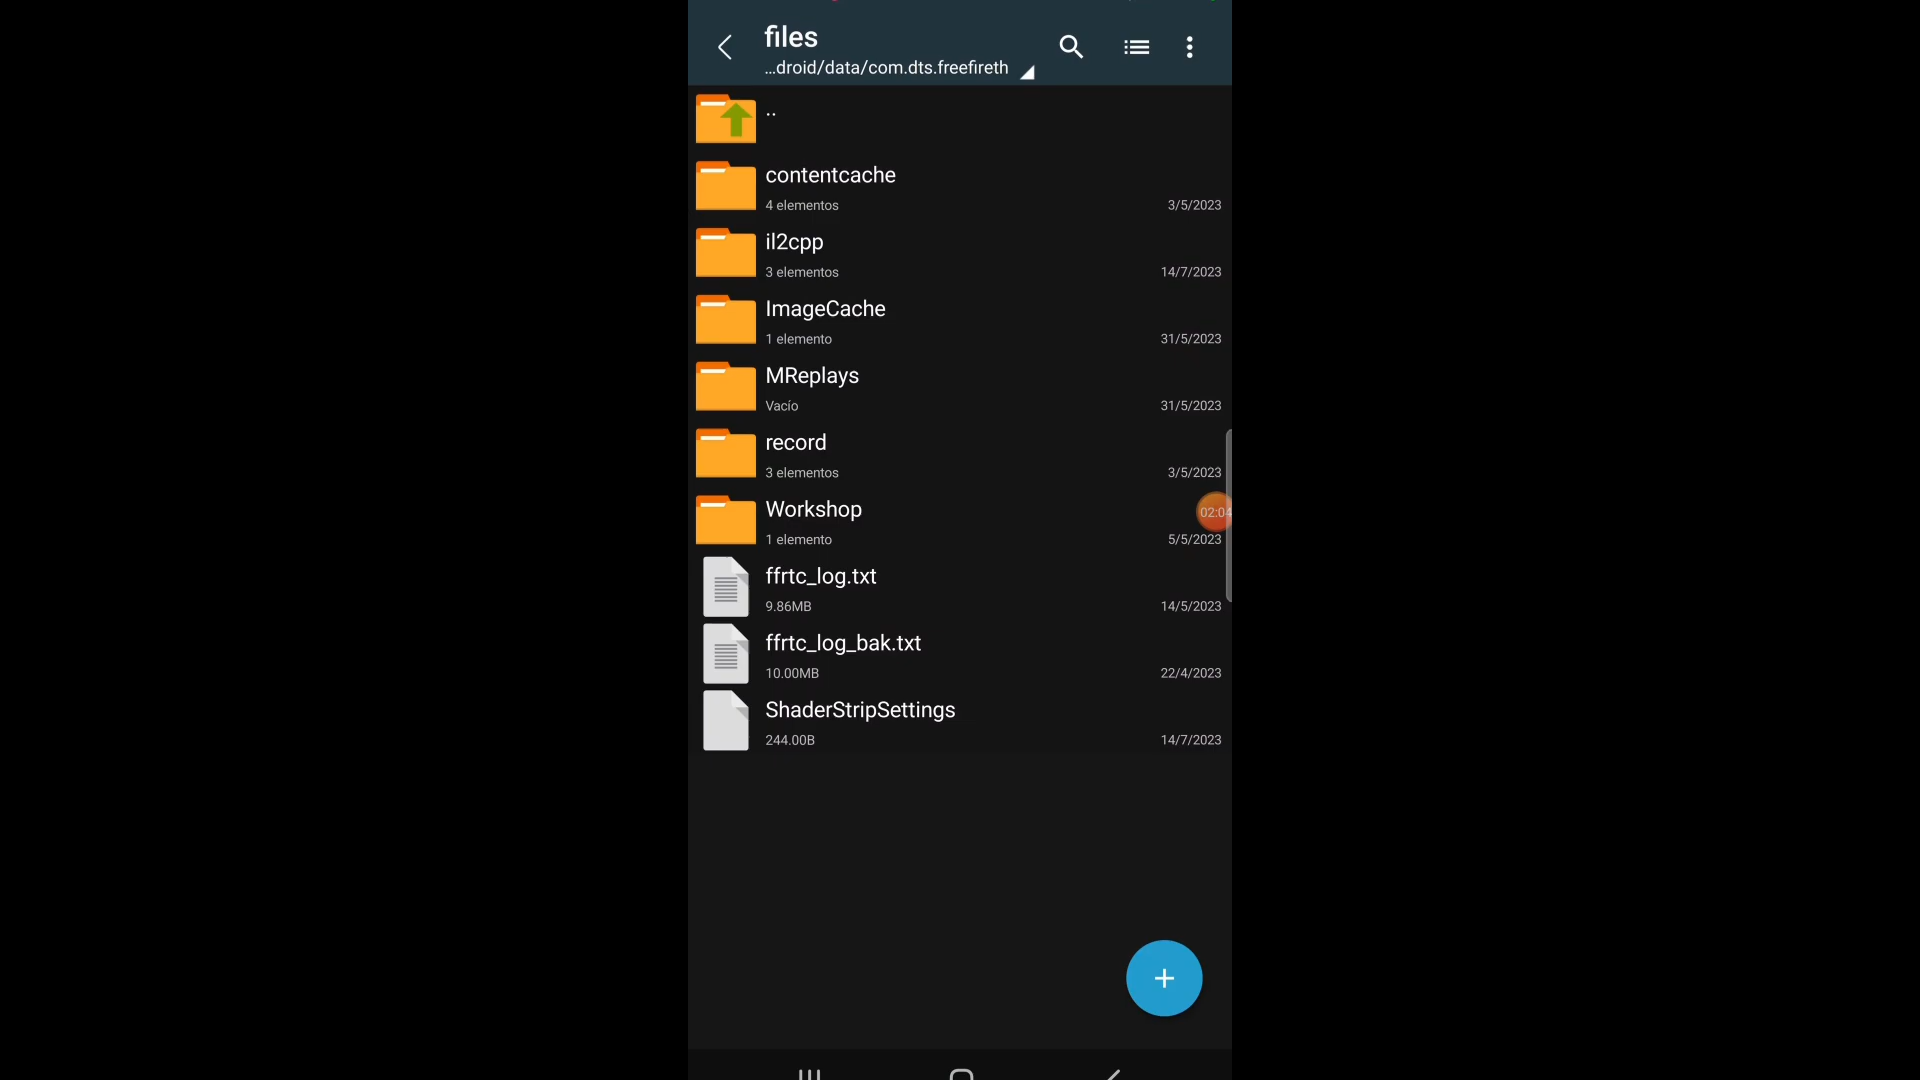 files
...droid/data/com.dts.freefireth
..
contentcache
4 elementos
3/5/2023
il2cpp
3 elementos
14/7/2023
ImageCache
1 elemento
31/5/2023
MReplays
Vacío
31/5/2023
record
3 elementos
3/5/2023
Workshop
02:04
1 elemento
5/5/2023
ffrtc_log.txt
9.86MB
14/5/2023
ffrtc_log_bak.txt
10.00MB
22/4/2023
ShaderStripSettings
244.00B
14/7/2023